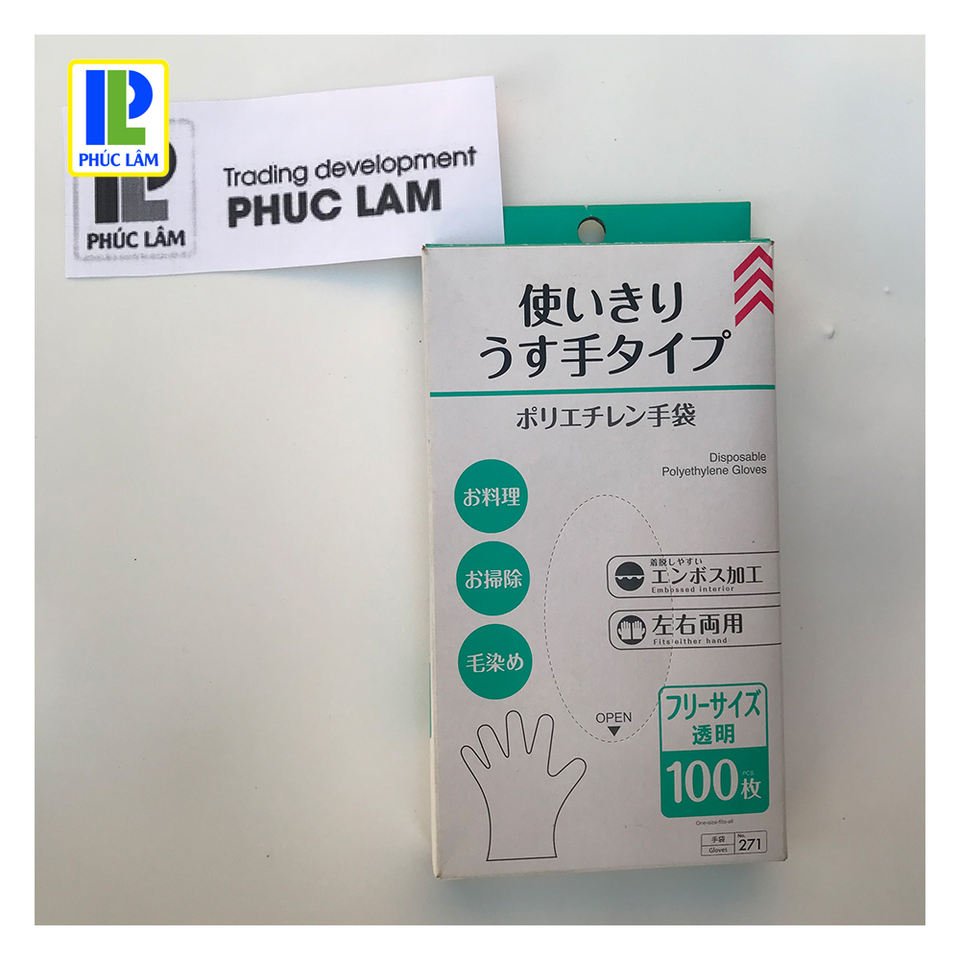 PL
PHÚC LÂM
PL
PHÚC LÂM
Trading development
PHUC LAM
使いきり
うす手タイプ
ポリエチレン手袋
Disposable
Polyethylene Gloves
お料理
お掃除
毛染め
着脱しやすい
エンボス加工
Embossed interior
左右両用
Fits either hand
OPEN
フリーサイズ
透明
100枚
PCS
One-size-fits-all
手袋
Gloves
No.
271